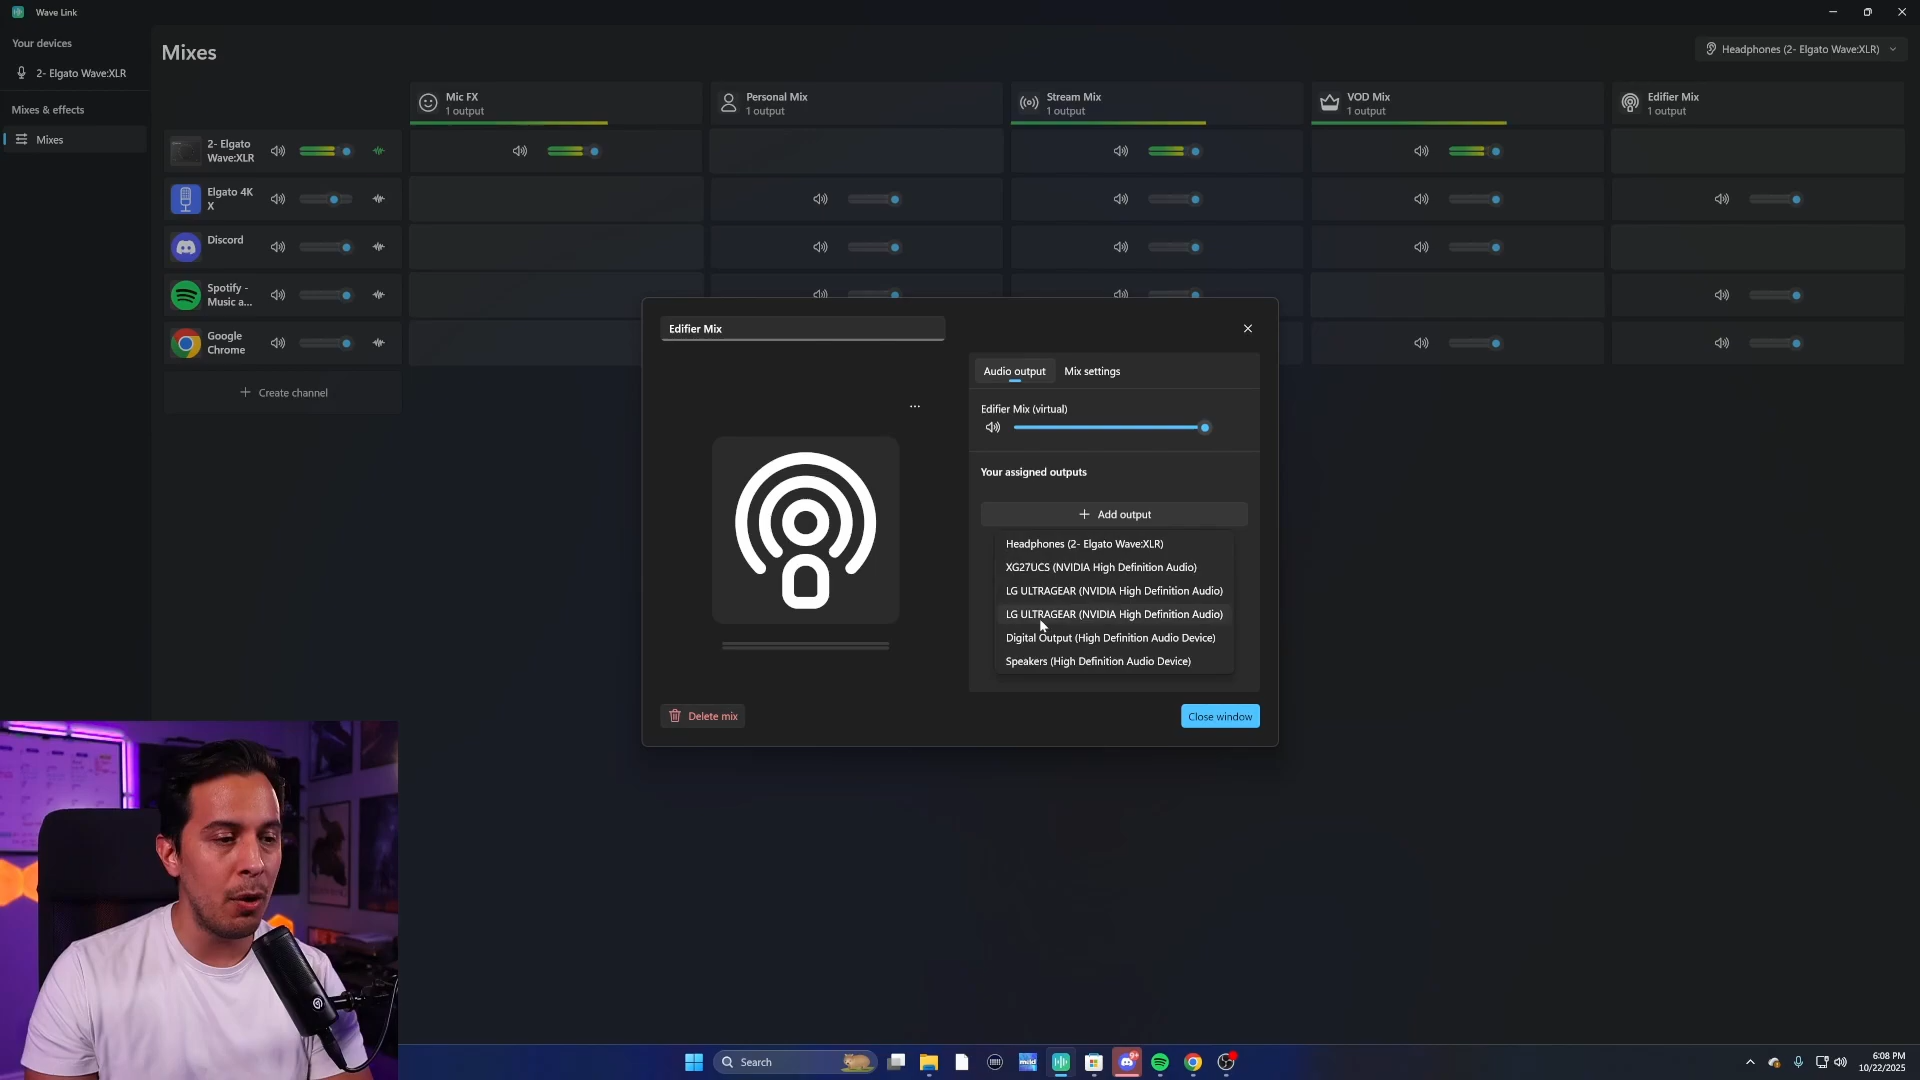 Wave Link
Your devices
2- Elgato Wave:XLR
Mixes & effects
Mixes
Mixes
Headphones (2- Elgato Wave:XLR)
Mic FX
1 output
Personal Mix
1 output
Stream Mix
1 output
VOD Mix
1 output
Edifier Mix
1 output
2- Elgato
Wave:XLR
Elgato 4K
X
Discord
Spotify -
Music a...
Google
Chrome
Create channel
Edifier Mix
Audio output
Mix settings
Edifier Mix (virtual)
Your assigned outputs
Add output
Headphones (2- Elgato Wave:XLR)
XG27UCS (NVIDIA High Definition Audio)
LG ULTRAGEAR (NVIDIA High Definition Audio)
LG ULTRAGEAR (NVIDIA High Definition Audio)
Digital Output (High Definition Audio Device)
Speakers (High Definition Audio Device)
Delete mix
Close window
Search
9+
6:08 PM
10/22/2025